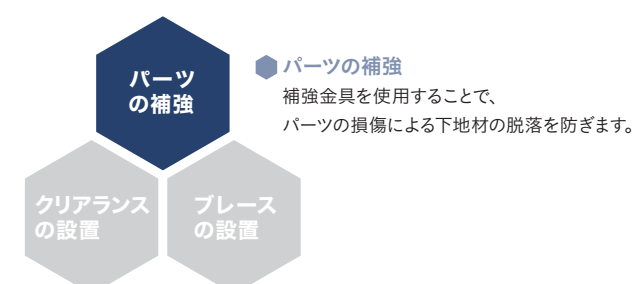 パーツ
の補強
パーツの補強
補強金具を使用することで、
パーツの損傷による下地材の脱落を防ぎます。
クリアランス
の設置
ブレース
の設置